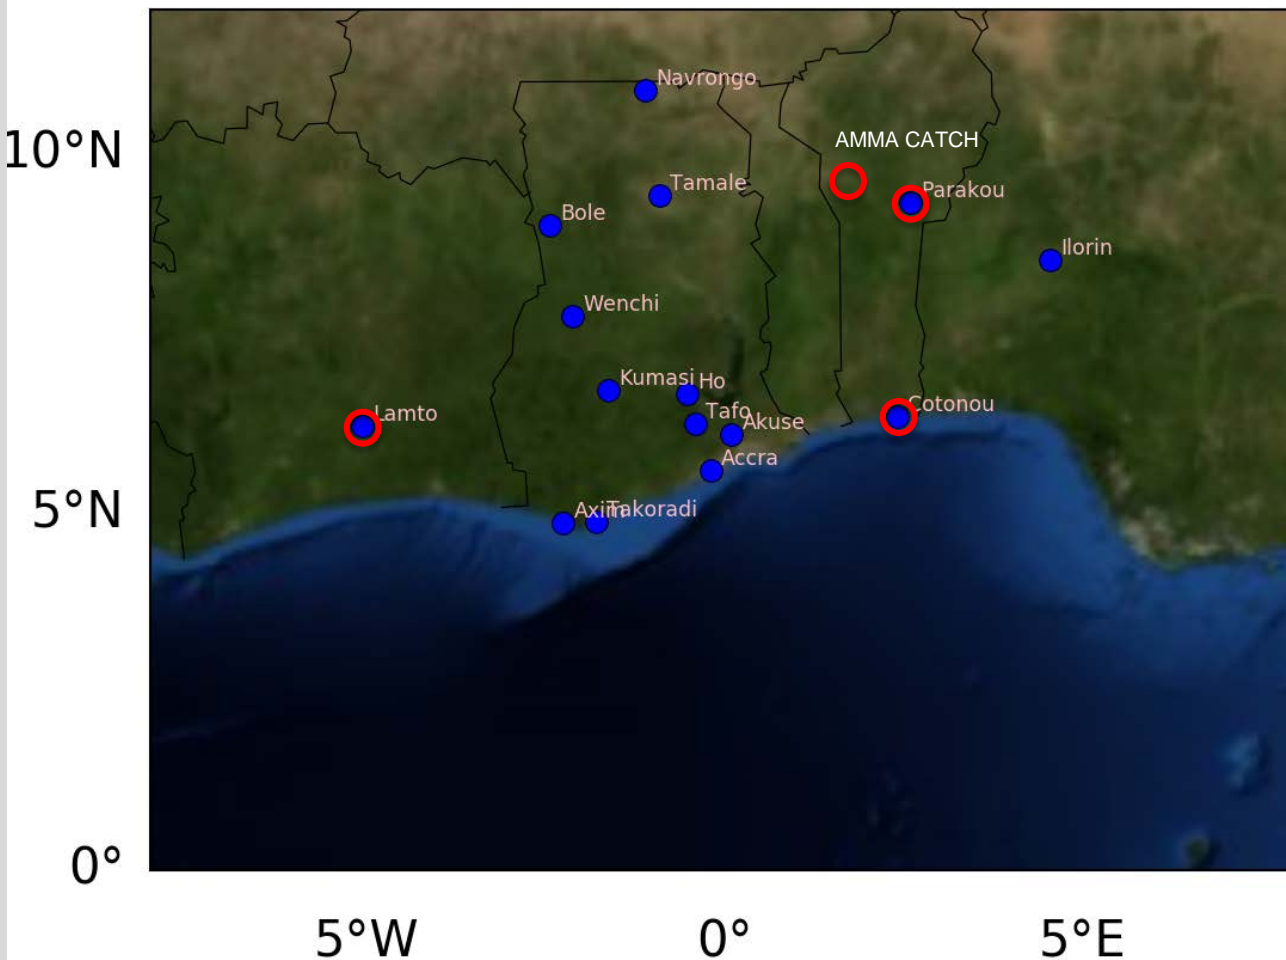 Navrongo
10°N
AMMA CATCH
Tamale
Parakou
Bole
Ilorin
Wenchi
Kumasi
Ho
Lamto
Tafo
Cotonou
Akuse
Accra
5°N
Axim
Takoradi
0°
5°W
0°
5°E